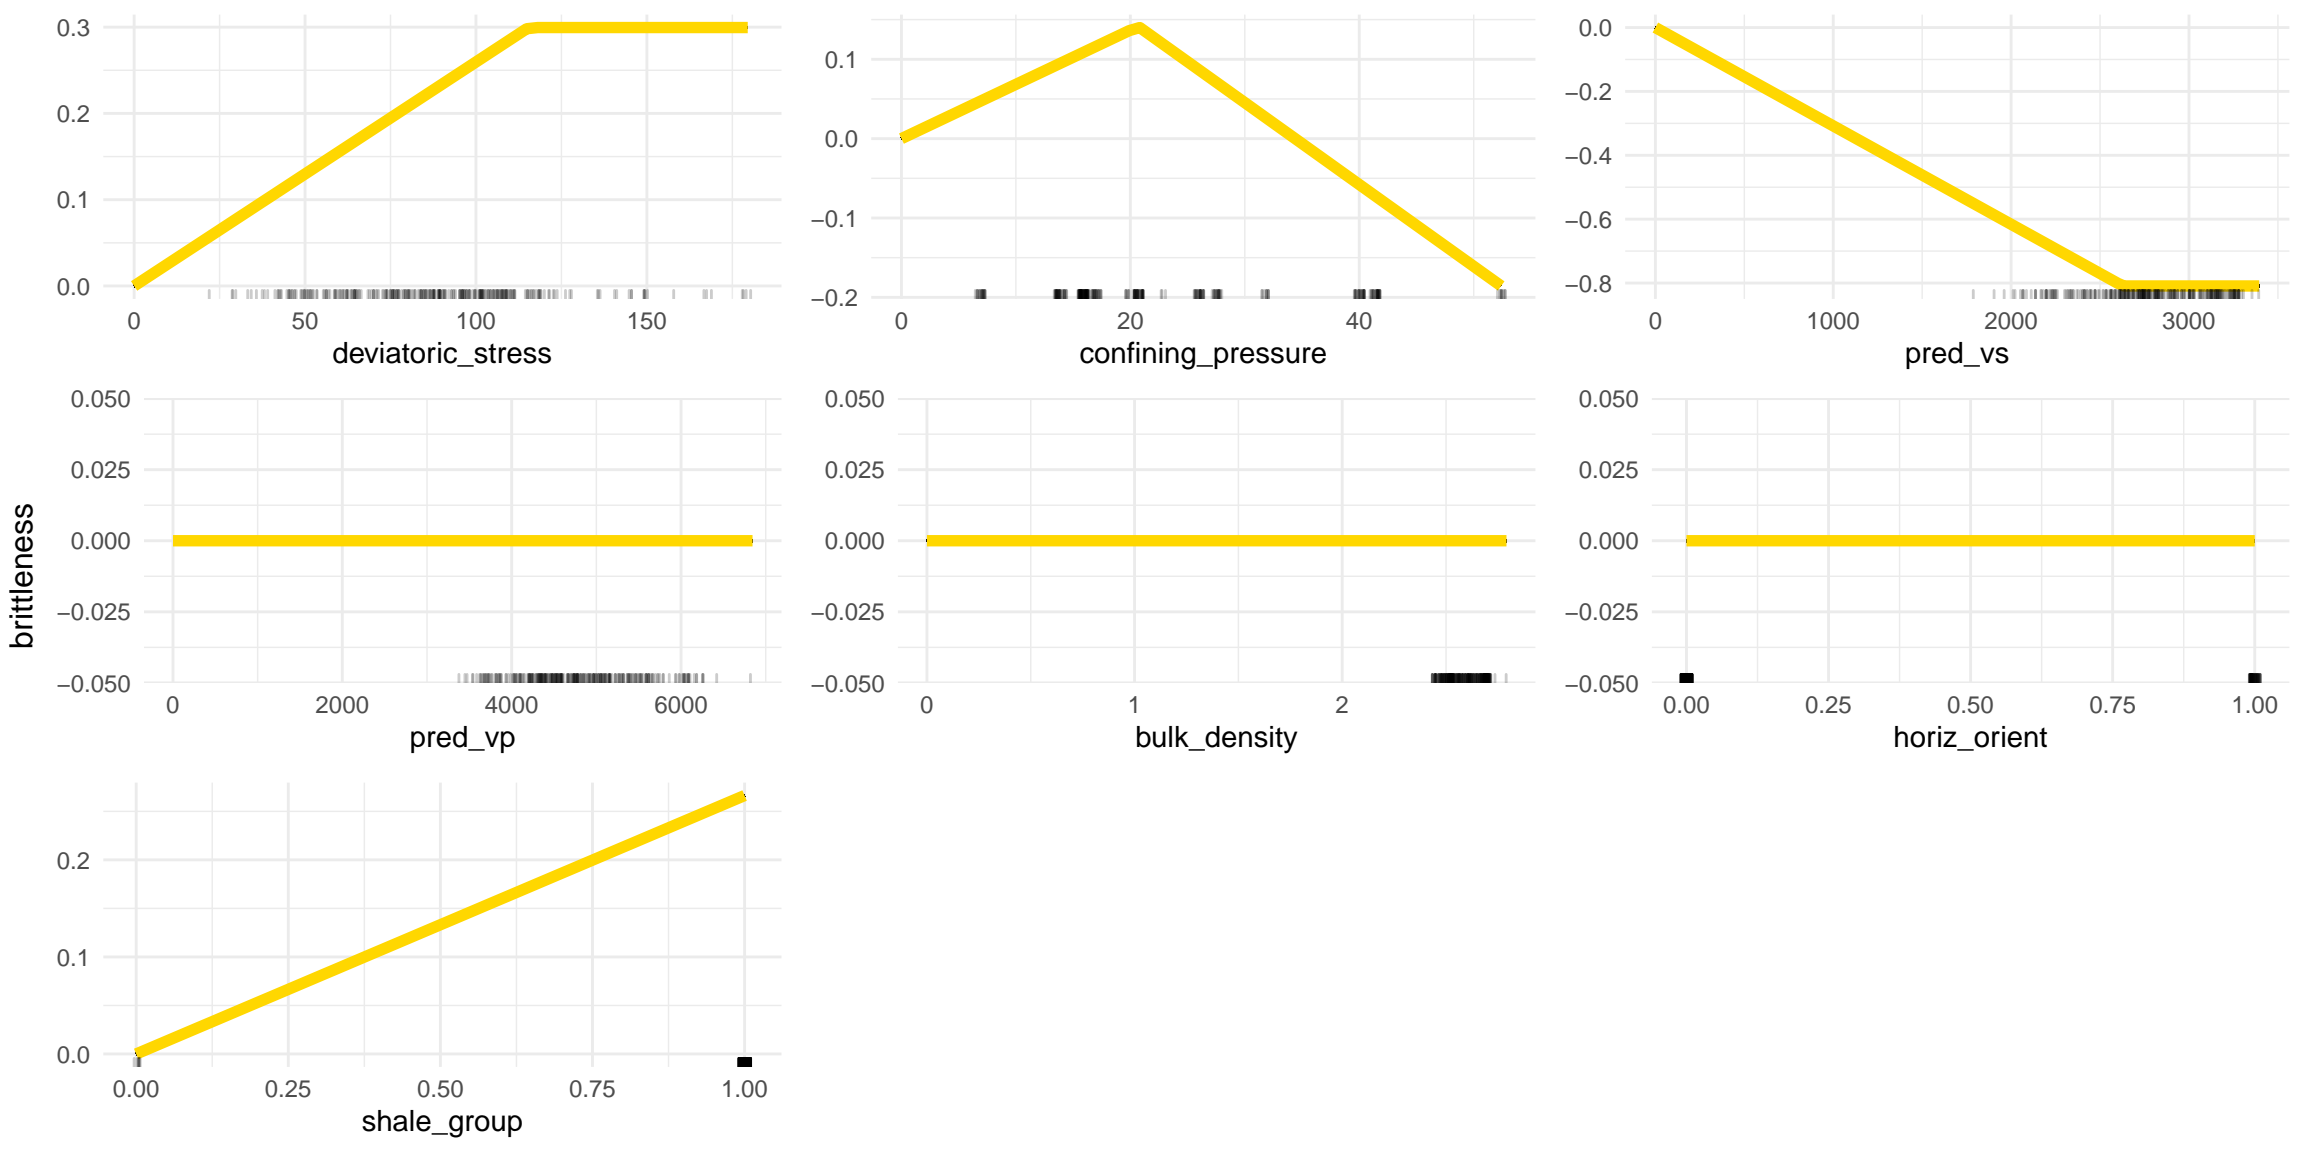 0.3
0.2
0.1
0.0
0 50 100 150
deviatoric_stress
0.1
0.0
−0.1
−0.2
0 20 40
confining_pressure
0.0
−0.2
−0.4
−0.6
−0.8
0 1000 2000 3000
pred_vs
brittleness
0.050
0.025
0.000
−0.025
−0.050
0 2000 4000 6000
pred_vp
0.050
0.025
0.000
−0.025
−0.050
0 1 2
bulk_density
0.050
0.025
0.000
−0.025
−0.050
0.00 0.25 0.50 0.75 1.00
horiz_orient
0.2
0.1
0.0
0.00 0.25 0.50 0.75 1.00
shale_group